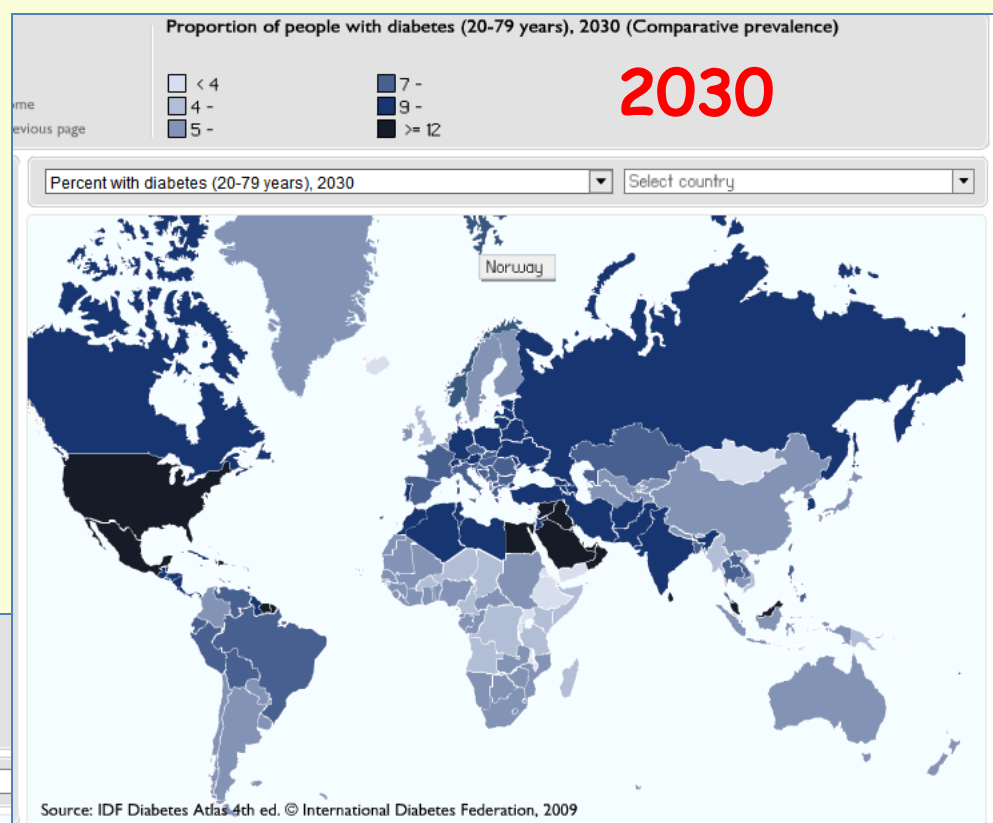 Proportion of people with diabetes (20-79 years), 2030 (Comparative prevalence)
< 4
4 -
5 -
7 -
9 -
>= 12
2030
ome
evious page
Percent with diabetes (20-79 years), 2030
Select country
Norway
Source: IDF Diabetes Atlas 4th ed. © International Diabetes Federation, 2009